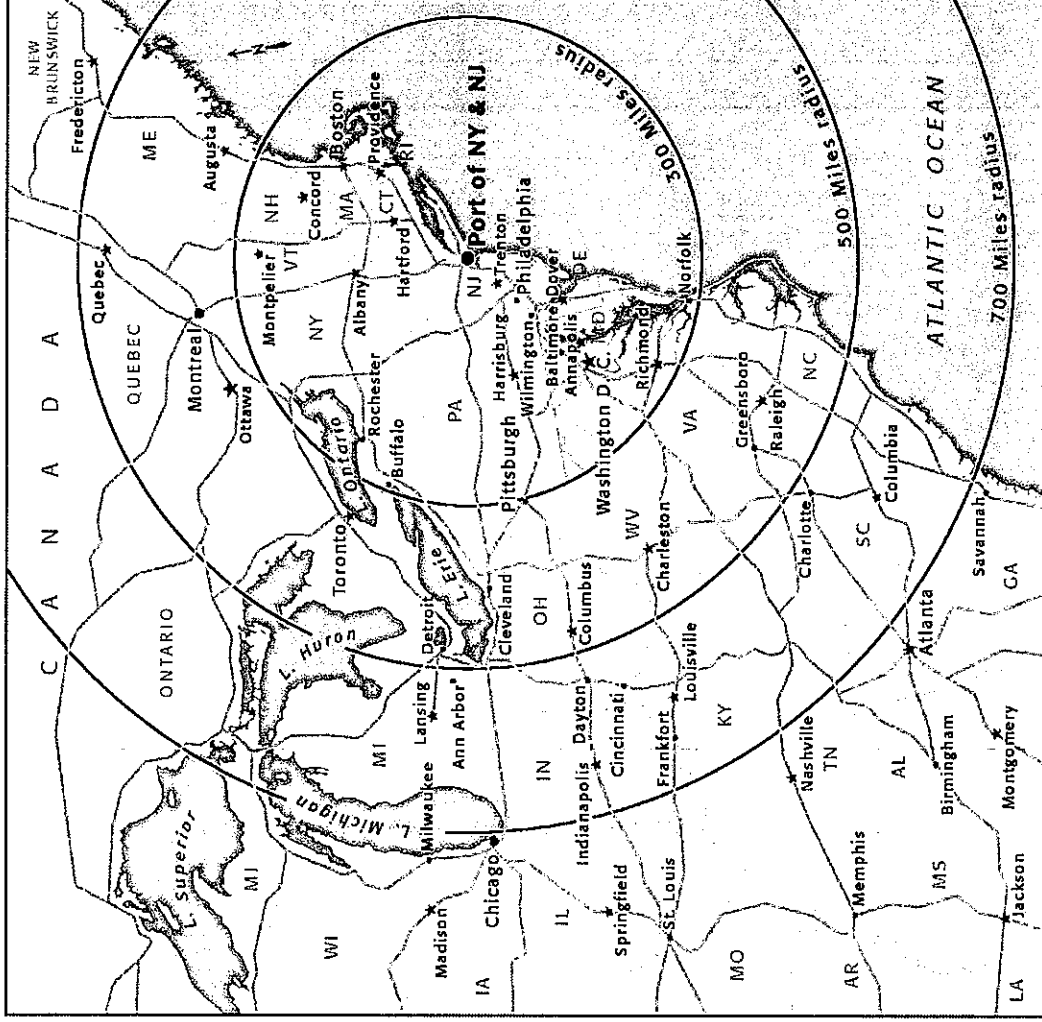 C A N A D A
NEW
BRUNSWICK
Fredericton
ME
Augusta
Quebec
QUEBEC
Montreal
Ottawa
ONTARIO
L. Superior
MI
WI
L. Huron
Toronto
L. Ontario
Rochester
Buffalo
NY
Montpelier
VT
NH
Concord
Albany
MA
Boston
Providence
RI
CT
Hartford
N
Port of NY & NJ
NJ
Trenton
Philadelphia
PA
Harrisburg
Wilmington
Dover
DE
Baltimore
Annapolis
MD
Washington D.C.
Pittsburgh
L. Erie
Cleveland
Detroit
Lansing
Ann Arbor
MI
L. Michigan
Milwaukee
Madison
Chicago
IA
IL
IN
OH
Columbus
Dayton
Indianapolis
Cincinnati
Springfield
St. Louis
MO
Frankfort
Louisville
KY
WV
Charleston
VA
Richmond
Norfolk
Greensboro
Raleigh
NC
Charlotte
Nashville
TN
Memphis
AR
SC
Columbia
Atlanta
Savannah
GA
AL
Birmingham
Montgomery
MS
Jackson
LA
300 Miles radius
500 Miles radius
700 Miles radius
ATLANTIC OCEAN